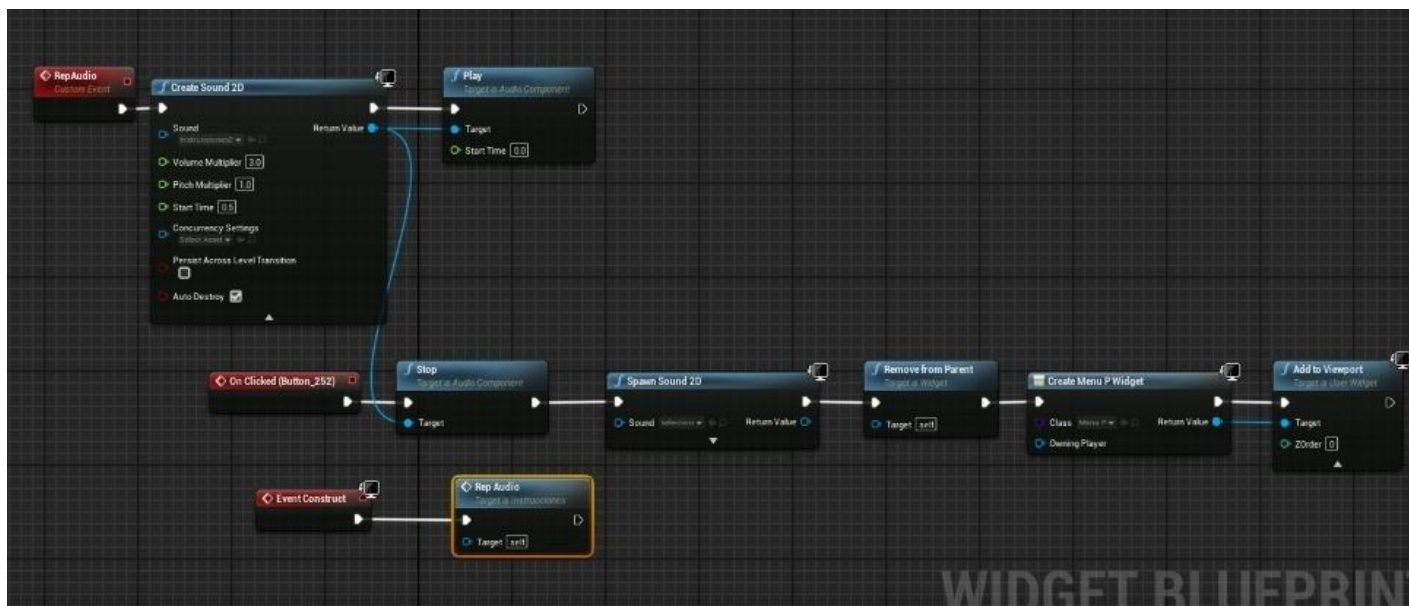 RepAudio
Custom Event
Create Sound 2D
Sound
Instrucciones2
Return Value
Volume Multiplier 3.0
Pitch Multiplier 1.0
Start Time 0.5
Concurrency Settings
Select Asset
Persist Across Level Transition
Auto Destroy
Play
Target is Audio Component
Target
Start Time 0.0
On Clicked (Button_252)
Stop
Target is Audio Component
Target
Spawn Sound 2D
Sound
Return Value
Remove from Parent
Target is Widget
Target self
Create Menu P Widget
Class Menu P
Return Value
Owning Player
Add to Viewport
Target is User Widget
Target
ZOrder 0
Event Construct
Rep Audio
Target is Instrucciones
Target self
WIDGET BLUEPRINT